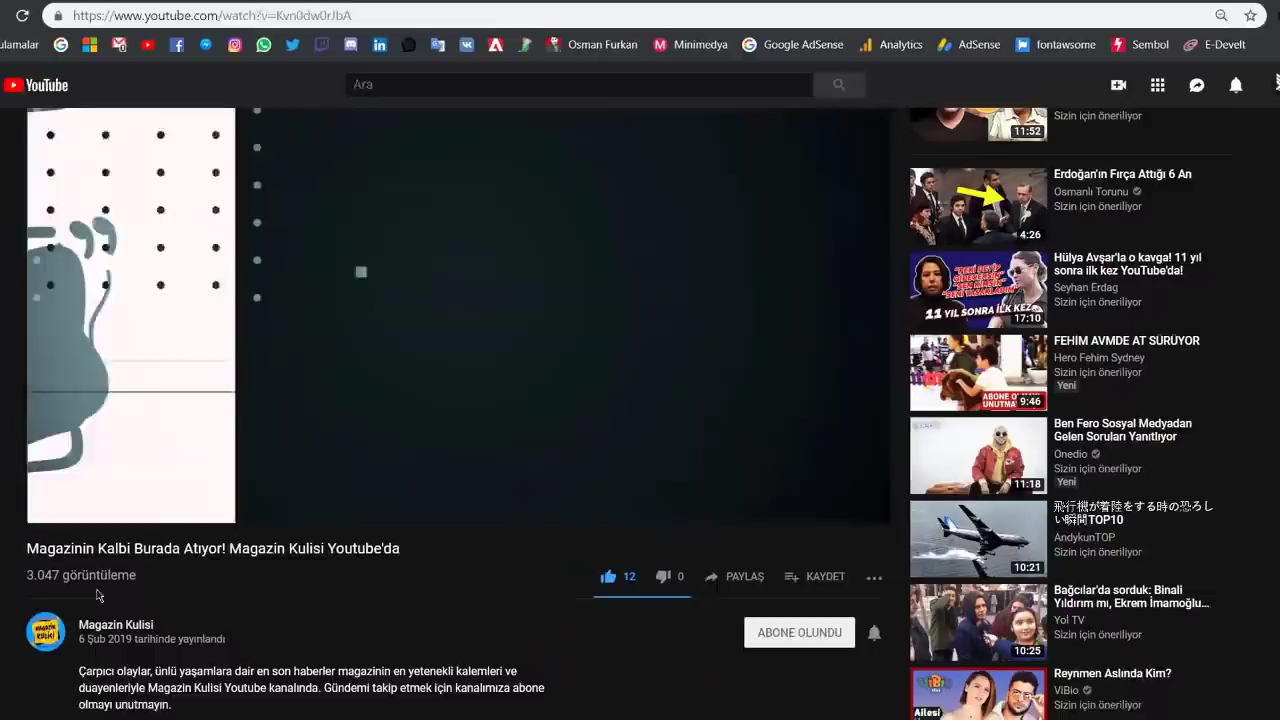 https://www.youtube.com/watch?v=Kvn0dw0rJbA
Osman Furkan
Minimedya
Google AdSense
Analytics
AdSense
fontawsome
Sembol
E-Develt
YouTube
Ara
11:52
Sizin için öneriliyor
Erdoğan'ın Fırça Attığı 6 An
Osmanlı Torunu
Sizin için öneriliyor
4:26
Hülya Avşar'la o kavga! 11 yıl
sonra ilk kez YouTube'da!
Seyhan Erdag
Sizin için öneriliyor
11 YIL SONRA İLK KEZ
17:10
FEHİM AVMDE AT SÜRÜYOR
Hero Fehim Sydney
Sizin için öneriliyor
Yeni
9:46
Ben Fero Sosyal Medyadan
Gelen Soruları Yanıtlıyor
Onedio
Sizin için öneriliyor
Yeni
11:18
飛行機が着陸をする時の恐ろし
い瞬間TOP10
AndykunTOP
Sizin için öneriliyor
10:21
Bağcılar'da sorduk: Binali
Yıldırım mı, Ekrem İmamoğlu...
Yol TV
Sizin için öneriliyor
10:25
Reynmen Aslında Kim?
ViBio
Sizin için öneriliyor
Ailesi
Magazinin Kalbi Burada Atıyor! Magazin Kulisi Youtube'da
3.047 görüntüleme
12
0
PAYLAŞ
KAYDET
MAGAZİN
KULİSİ
Magazin Kulisi
6 Şub 2019 tarihinde yayınlandı
ABONE OLUNDU
Çarpıcı olaylar, ünlü yaşamlara dair en son haberler magazinin en yetenekli kalemleri ve
duayenleriyle Magazin Kulisi Youtube kanalında. Gündemi takip etmek için kanalımıza abone
olmayı unutmayın.